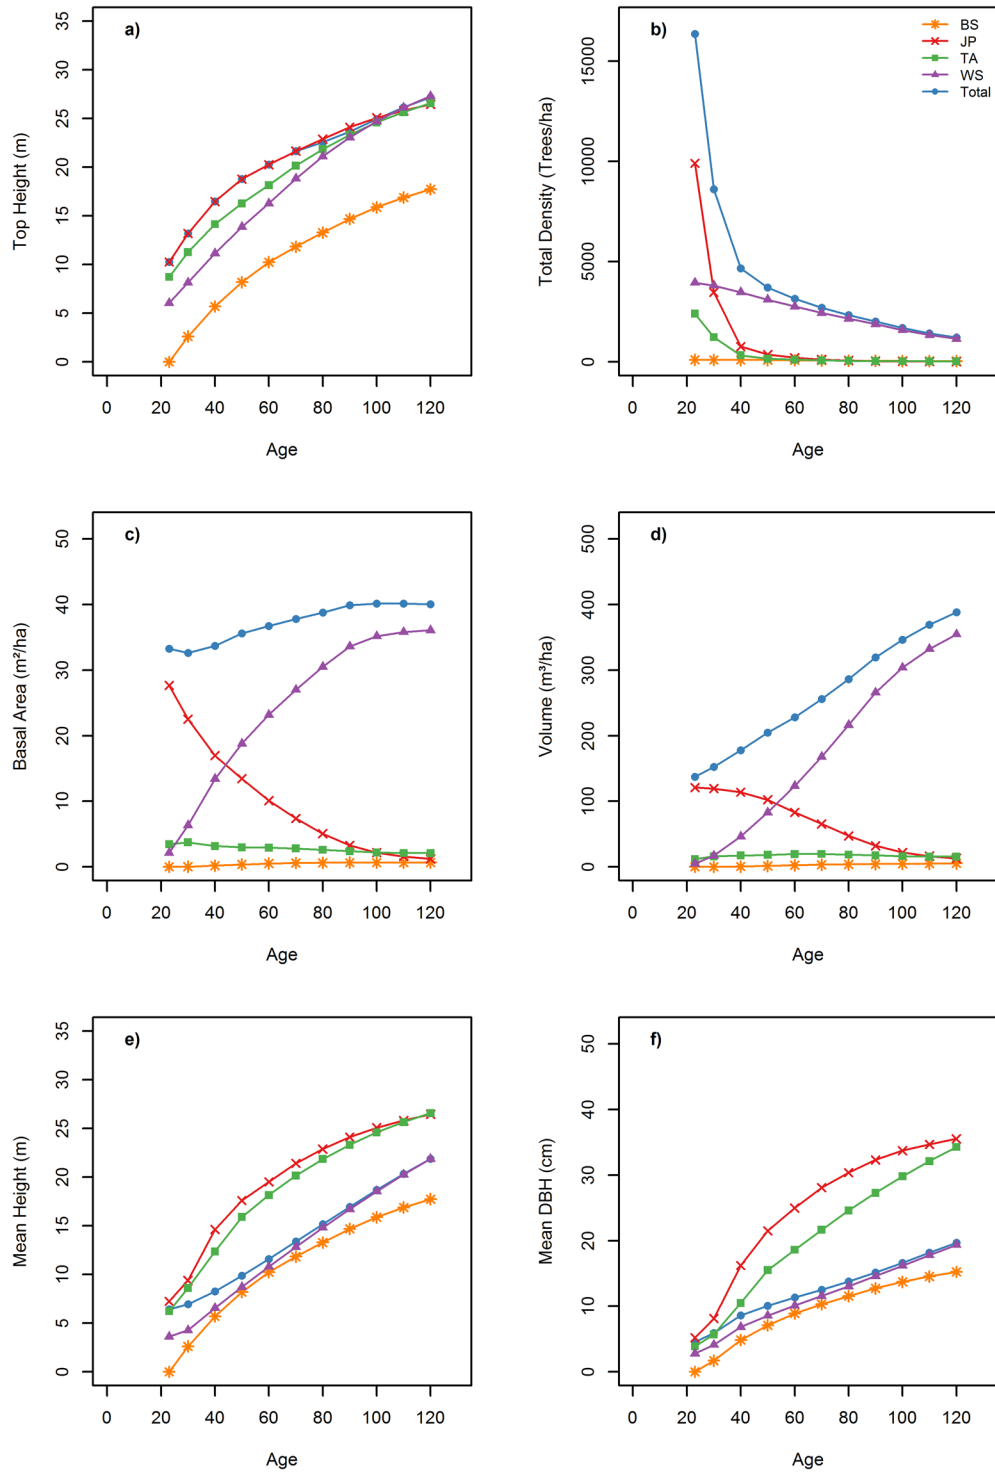 a)
Top Height (m)
0 5 10 15 20 25 30 35
0 20 40 60 80 100 120
Age
b)
Total Density (Trees/ha)
0 5000 10000 15000
0 20 40 60 80 100 120
Age
BS
JP
TA
WS
Total
c)
Basal Area (m²/ha)
0 10 20 30 40 50
0 20 40 60 80 100 120
Age
d)
Volume (m³/ha)
0 100 200 300 400 500
0 20 40 60 80 100 120
Age
e)
Mean Height (m)
0 5 10 15 20 25 30 35
0 20 40 60 80 100 120
Age
f)
Mean DBH (cm)
0 10 20 30 40 50
0 20 40 60 80 100 120
Age